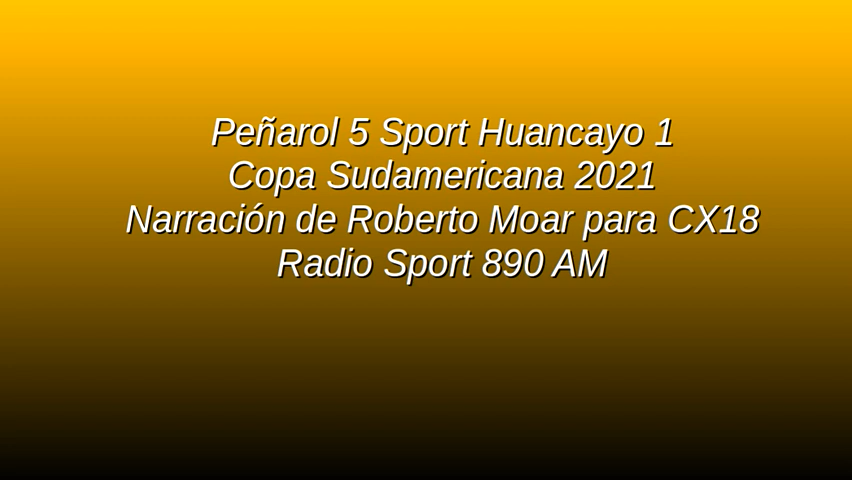 Peñarol 5 Sport Huancayo 1
Copa Sudamericana 2021
Narración de Roberto Moar para CX18
Radio Sport 890 AM